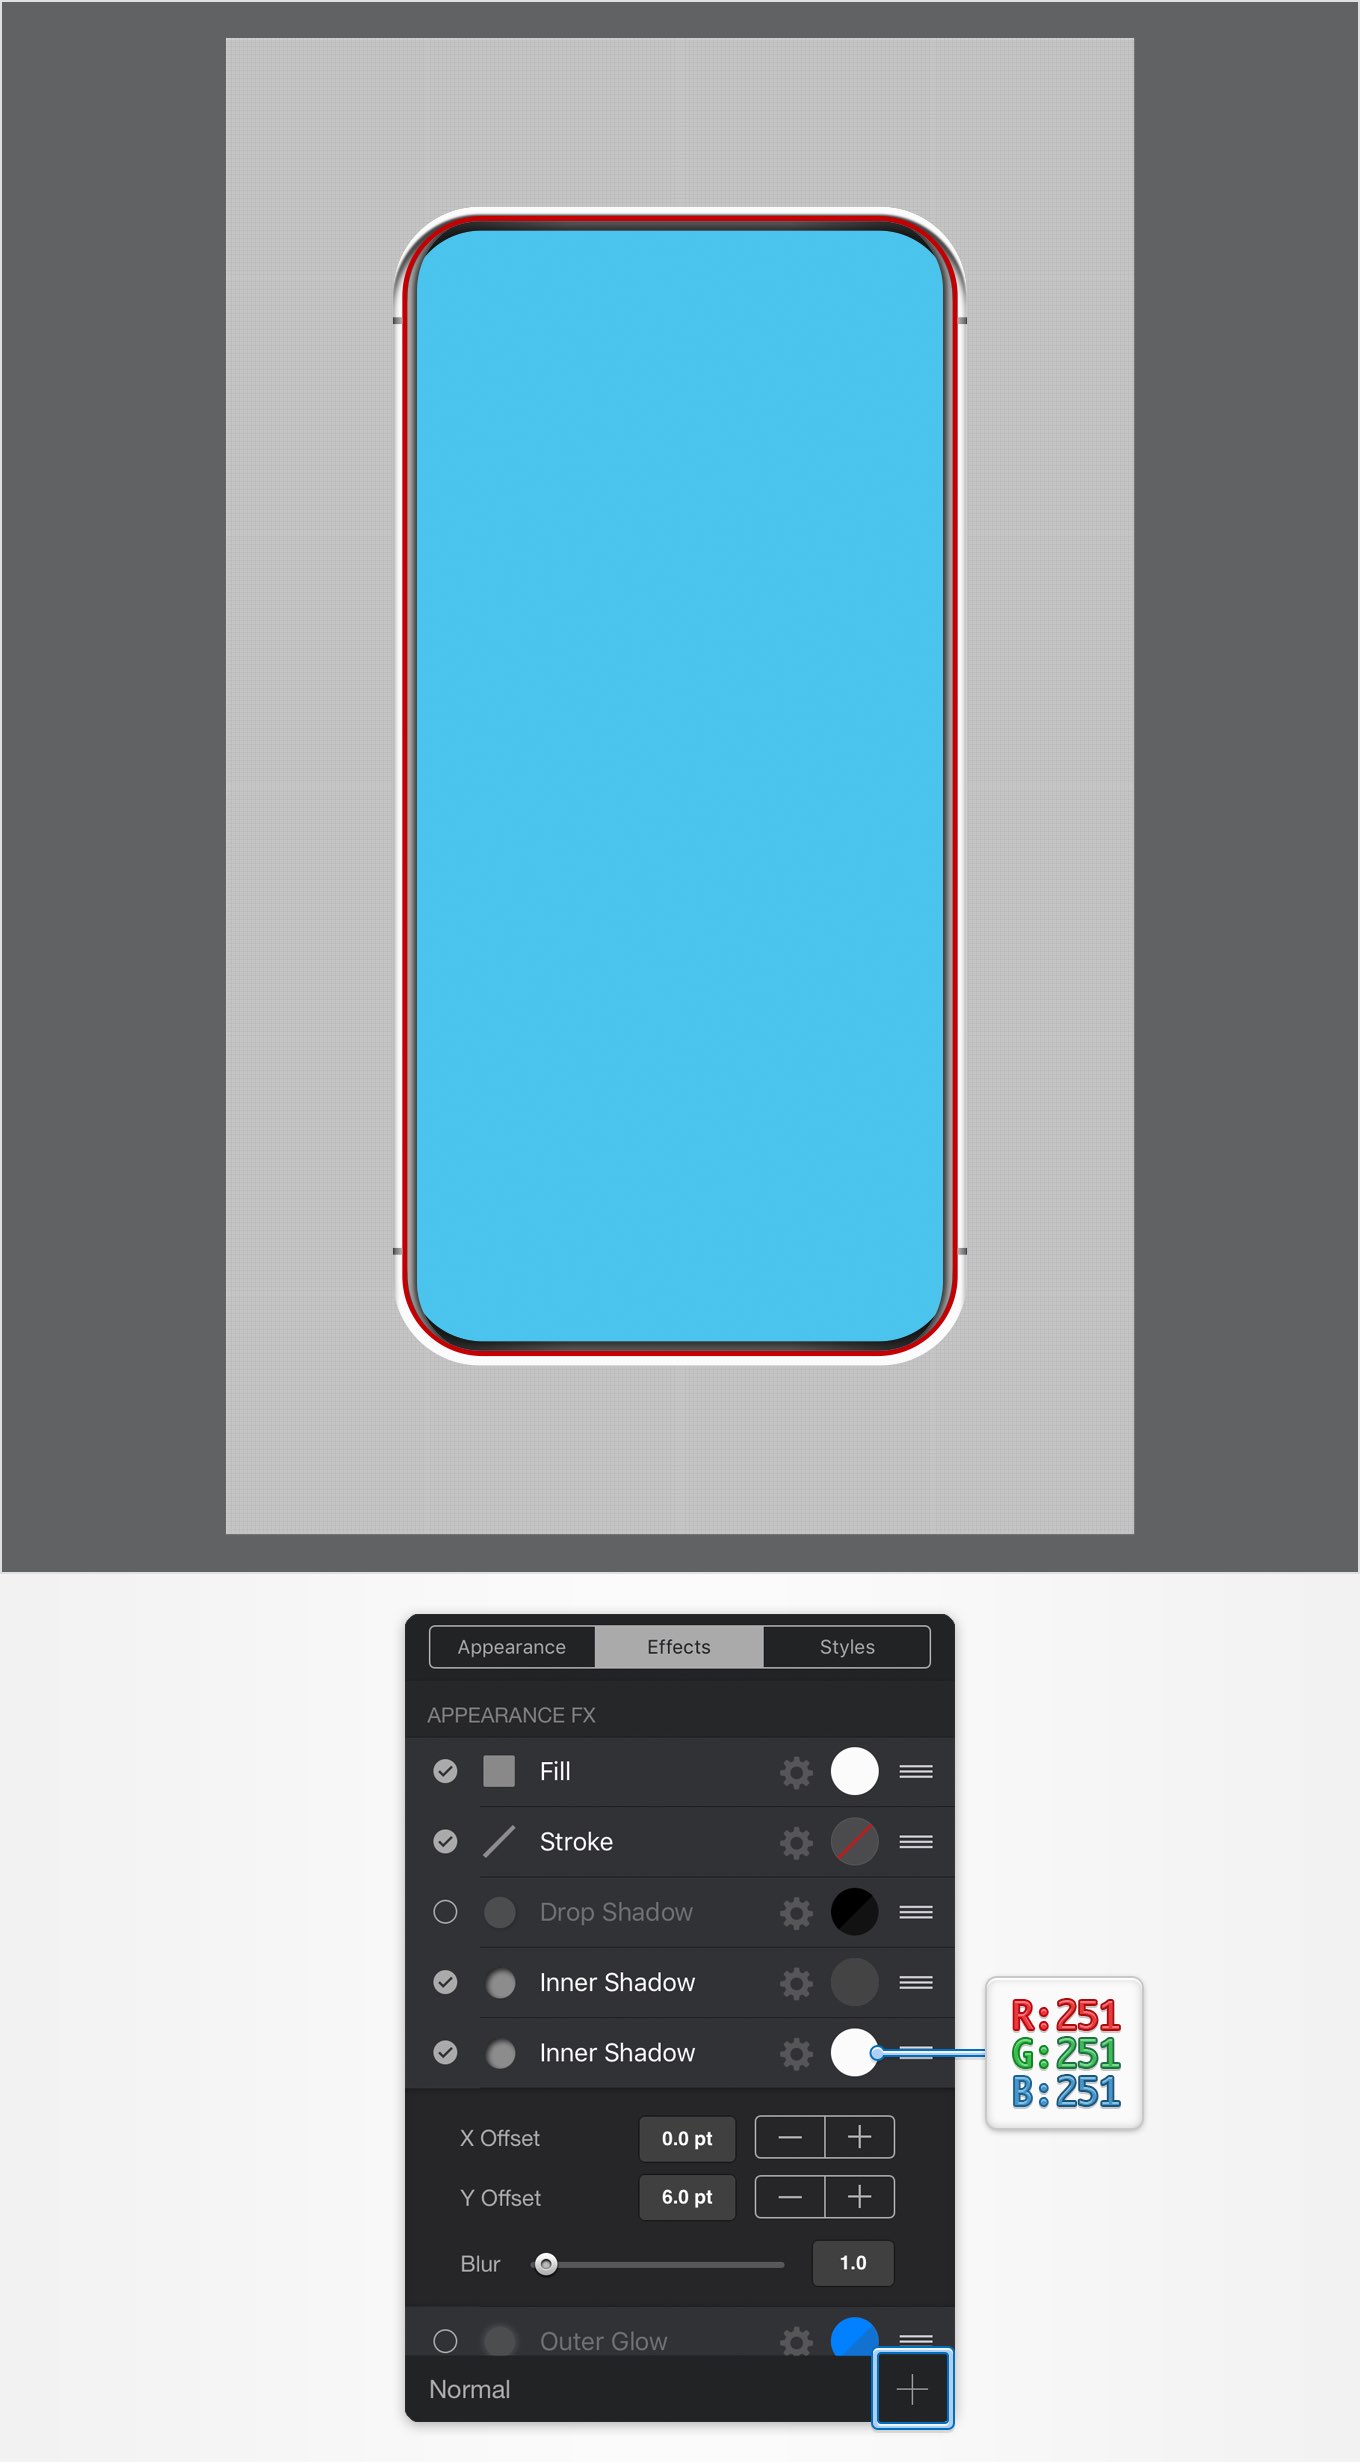 Appearance
Effects
Styles
APPEARANCE FX
Fill
Stroke
Drop Shadow
Inner Shadow
Inner Shadow
R:251
G:251
B:251
X Offset
0.0 pt
Y Offset
6.0 pt
Blur
1.0
Outer Glow
Normal